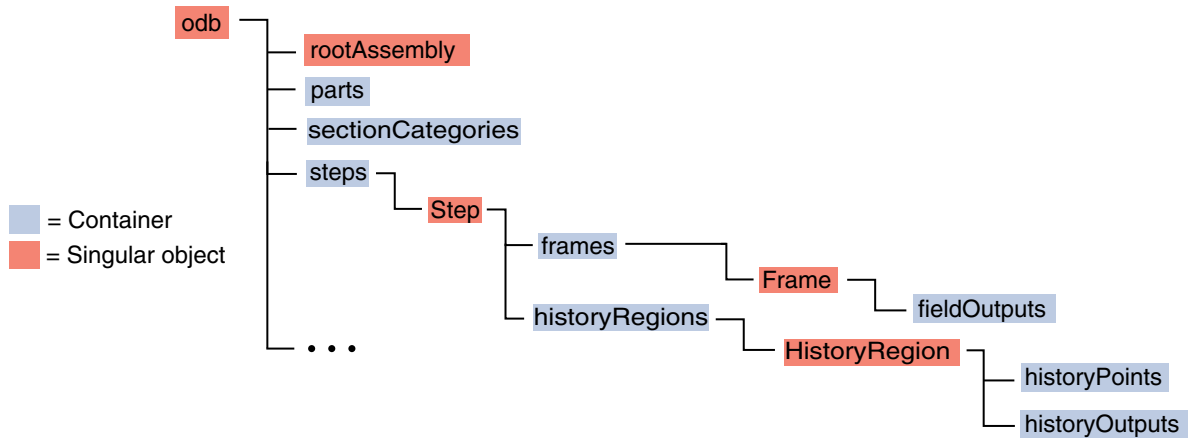 odb
rootAssembly
parts
sectionCategories
steps
Step
frames
Frame
fieldOutputs
historyRegions
HistoryRegion
historyPoints
historyOutputs
• • •
= Container
= Singular object